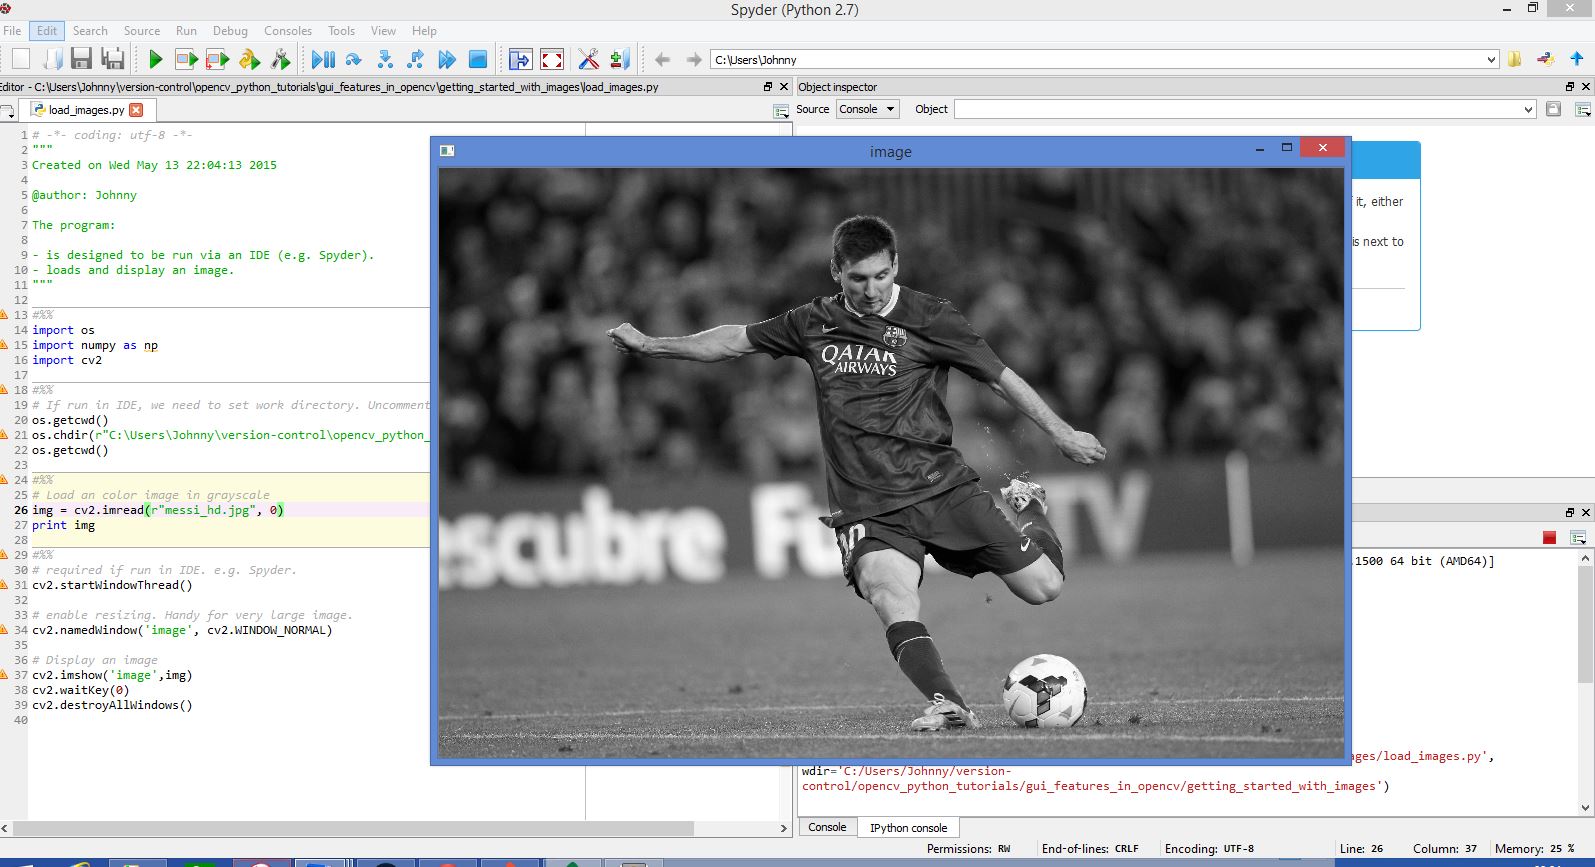 Spyder (Python 2.7)
File Edit Search Source Run Debug Consoles Tools View Help
C:\Users\Johnny
Editor - C:\Users\Johnny\version-control\opencv_python_tutorials\gui_features_in_opencv\getting_started_with_images\load_images.py
load_images.py
1 # -*- coding: utf-8 -*-
2 """
3 Created on Wed May 13 22:04:13 2015
4
5 @author: Johnny
6
7 The program:
8
9 - is designed to be run via an IDE (e.g. Spyder).
10 - loads and display an image.
11 """
12
13 #%%
14 import os
15 import numpy as np
16 import cv2
17
18 #%%
19 # If run in IDE, we need to set work directory. Uncomment
20 os.getcwd()
21 os.chdir(r"C:\Users\Johnny\version-control\opencv_python_
22 os.getcwd()
23
24 #%%
25 # Load an color image in grayscale
26 img = cv2.imread(r"messi_hd.jpg", 0)
27 print img
28
29 #%%
30 # required if run in IDE. e.g. Spyder.
31 cv2.startWindowThread()
32
33 # enable resizing. Handy for very large image.
34 cv2.namedWindow('image', cv2.WINDOW_NORMAL)
35
36 # Display an image
37 cv2.imshow('image',img)
38 cv2.waitKey(0)
39 cv2.destroyAllWindows()
40
image
QATAR
AIRWAYS
escubre Fu TV
Object inspector
Source Console Object
it, either
is next to
.1500 64 bit (AMD64)]
ages/load_images.py',
wdir='C:/Users/Johnny/version-
control/opencv_python_tutorials/gui_features_in_opencv/getting_started_with_images')
Console IPython console
Permissions: RW End-of-lines: CRLF Encoding: UTF-8 Line: 26 Column: 37 Memory: 25 %